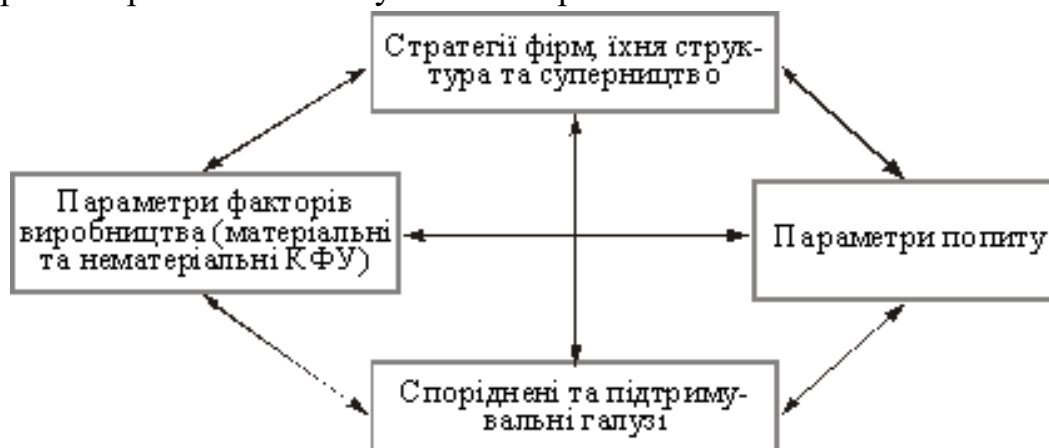 Стратегії фірм, їхня струк-
тура та суперництво
Параметри факторів
виробництва (матеріальні
та нематеріальні КФУ)
Параметри попиту
Споріднені та підтриму-
вальні галузі